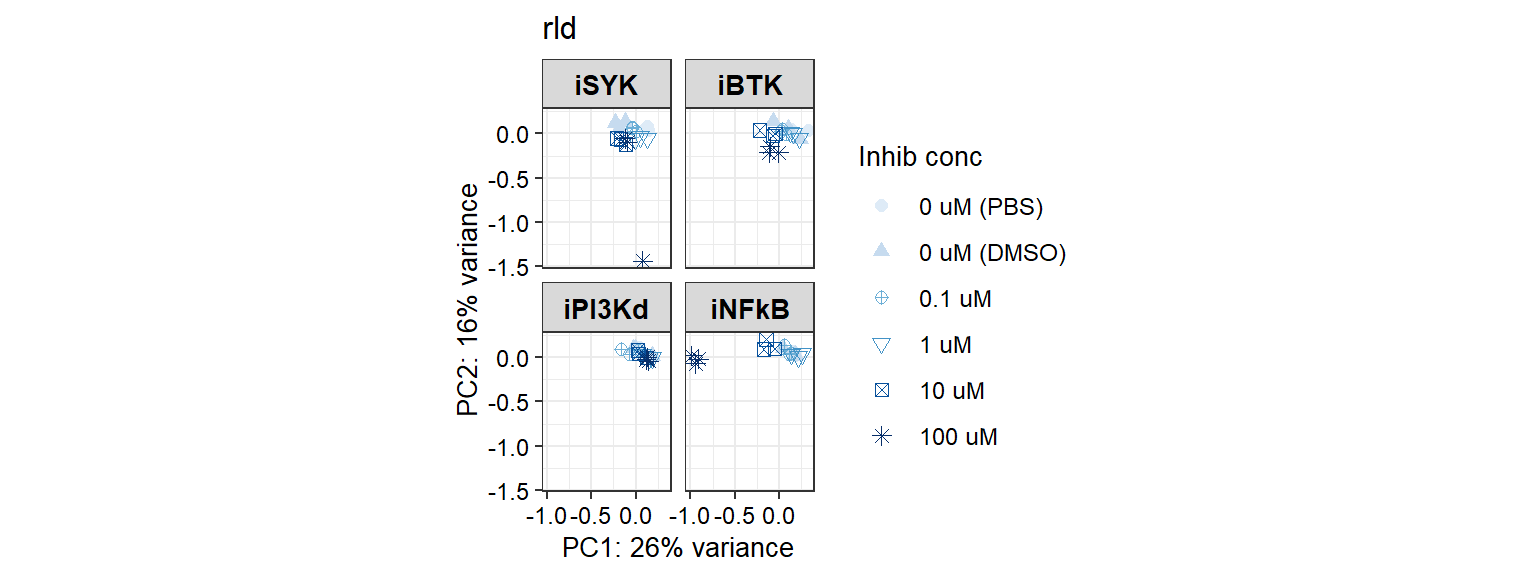 rld
iSYK
iBTK
0.0
-0.5
-1.0
-1.5
iPI3Kd
iNFkB
0.0
-0.5
-1.0
-1.5
-1.0 -0.5 0.0 -1.0 -0.5 0.0
PC1: 26% variance
PC2: 16% variance
Inhib conc
0 uM (PBS)
0 uM (DMSO)
0.1 uM
1 uM
10 uM
100 uM